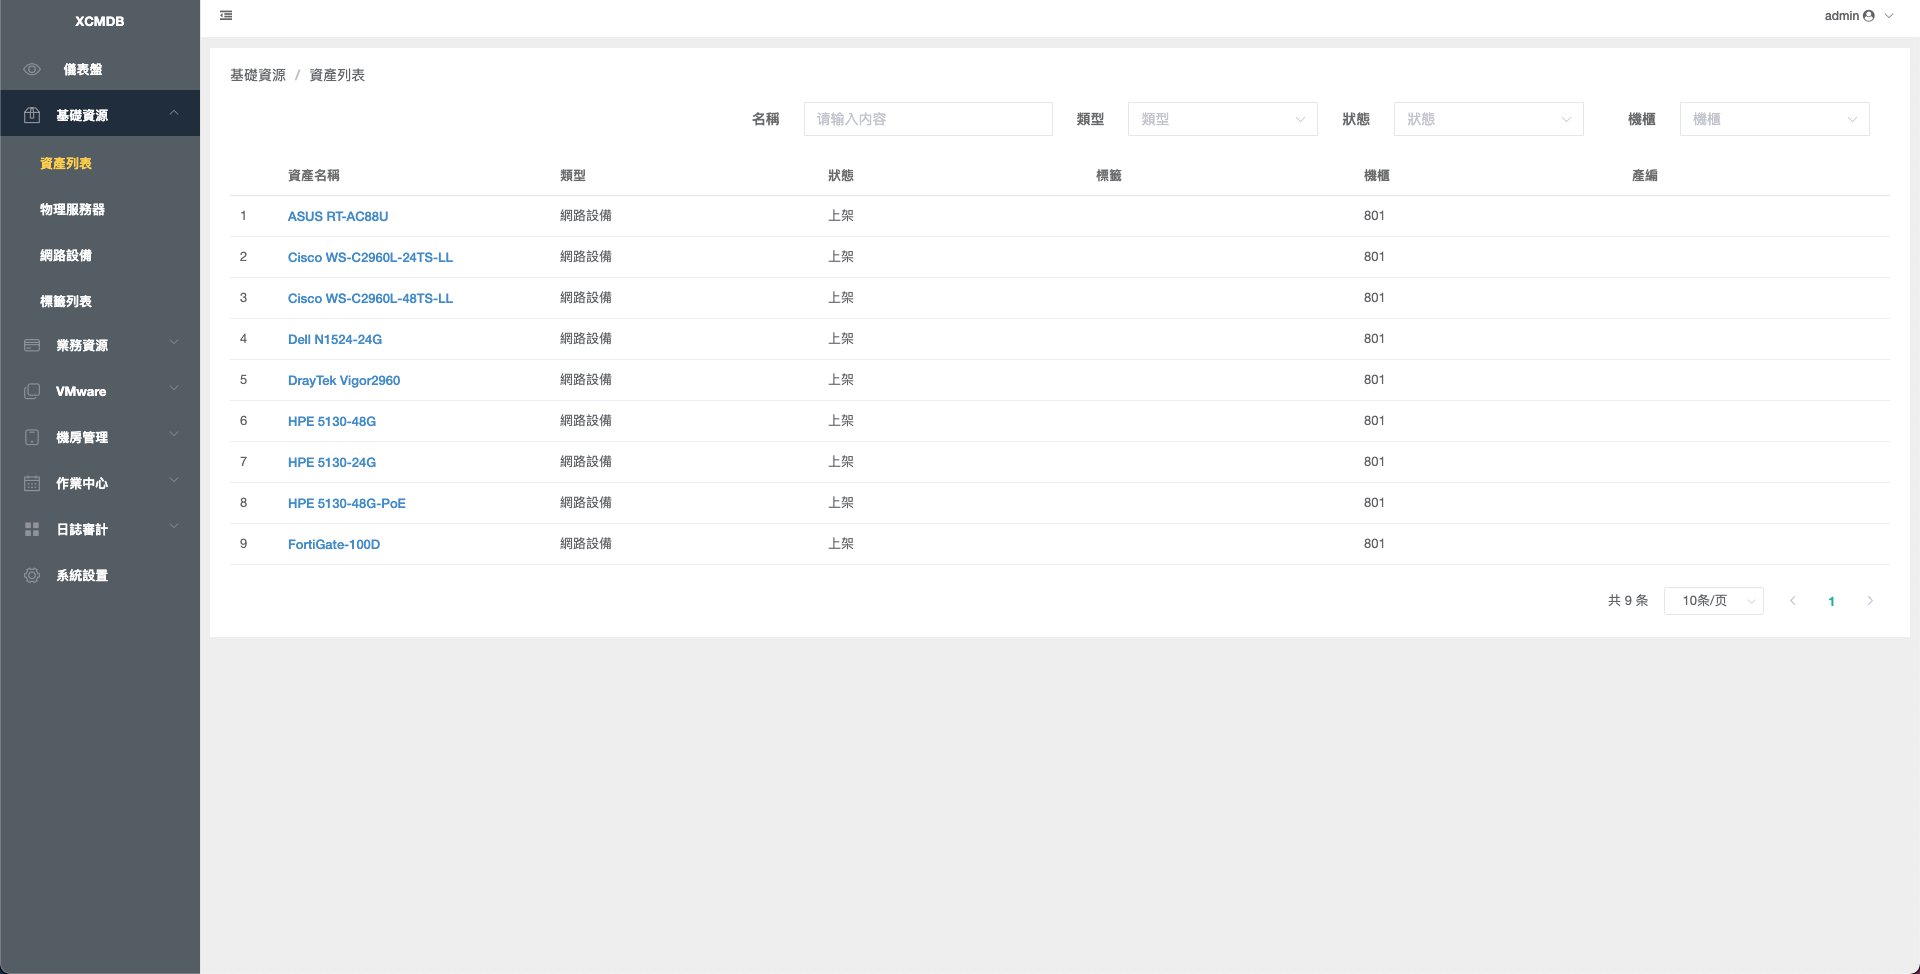 XCMDB
admin
儀表盤
基礎資源
資產列表
物理服務器
網路設備
標籤列表
業務資源
VMware
機房管理
作業中心
日誌審計
系統設置
基礎資源 / 資產列表
名稱 请输入内容 類型 類型 狀態 狀態 機櫃 機櫃
資產名稱 類型 狀態 標籤 機櫃 產編
1 ASUS RT-AC88U 網路設備 上架 801
2 Cisco WS-C2960L-24TS-LL 網路設備 上架 801
3 Cisco WS-C2960L-48TS-LL 網路設備 上架 801
4 Dell N1524-24G 網路設備 上架 801
5 DrayTek Vigor2960 網路設備 上架 801
6 HPE 5130-48G 網路設備 上架 801
7 HPE 5130-24G 網路設備 上架 801
8 HPE 5130-48G-PoE 網路設備 上架 801
9 FortiGate-100D 網路設備 上架 801
共 9 条 10条/页 1